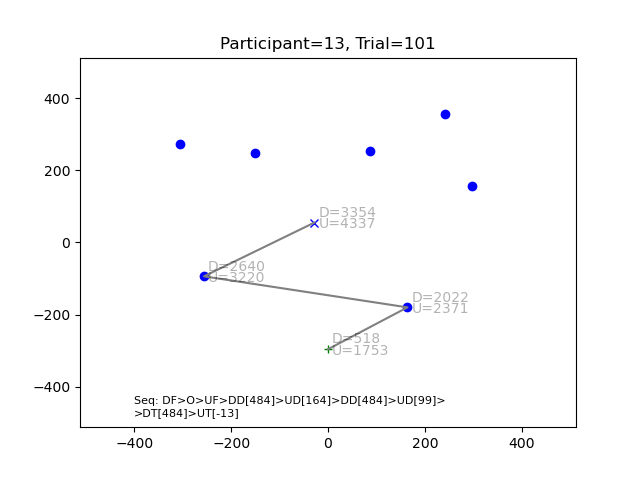 Participant=13, Trial=101
400
200
0
−200
−400
D=3354
U=4337
D=2640
U=3220
D=2022
U=2371
D=518
U=1753
Seq: DF>O>UF>DD[484]>UD[164]>DD[484]>UD[99]>
>DT[484]>UT[-13]
−400
−200
0
200
400